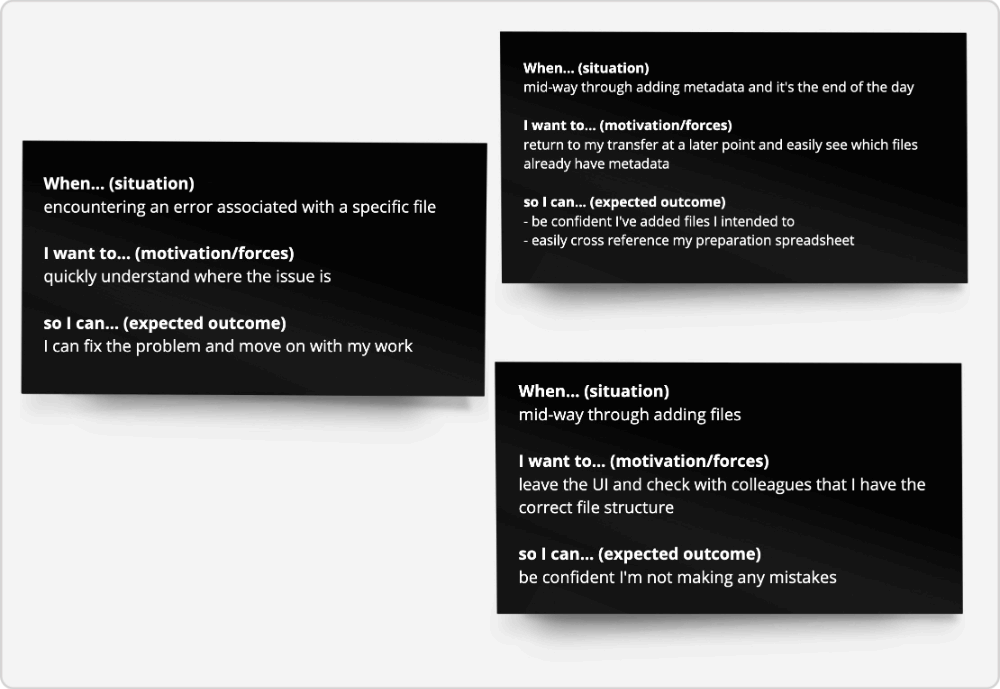 When... (situation)
encountering an error associated with a specific file
I want to... (motivation/forces)
quickly understand where the issue is
so I can... (expected outcome)
I can fix the problem and move on with my work
When... (situation)
mid-way through adding metadata and it's the end of the day
I want to... (motivation/forces)
return to my transfer at a later point and easily see which files
already have metadata
so I can... (expected outcome)
- be confident I've added files I intended to
- easily cross reference my preparation spreadsheet
When... (situation)
mid-way through adding files
I want to... (motivation/forces)
leave the UI and check with colleagues that I have the
correct file structure
so I can... (expected outcome)
be confident I'm not making any mistakes